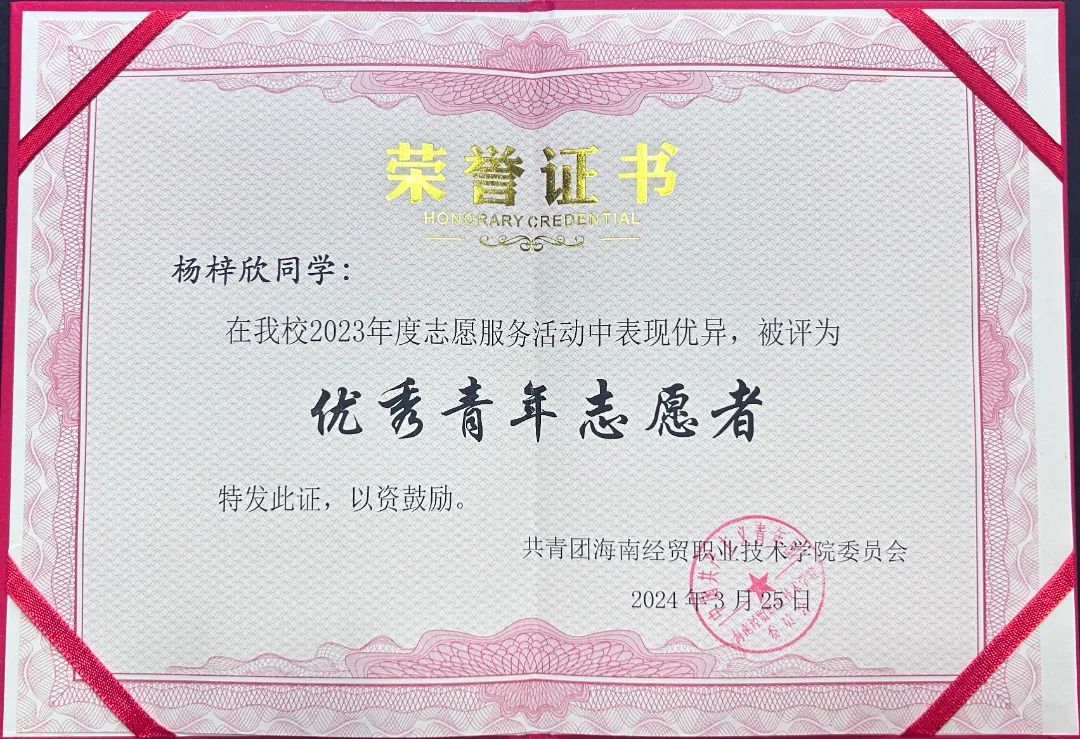 荣誉证书
HONORARY CREDENTIAL
杨梓欣同学：
在我校2023年度志愿服务活动中表现优异，被评为
优秀青年志愿者
特发此证，以资鼓励。
共青团海南经贸职业技术学院委员会
2024年3月25日